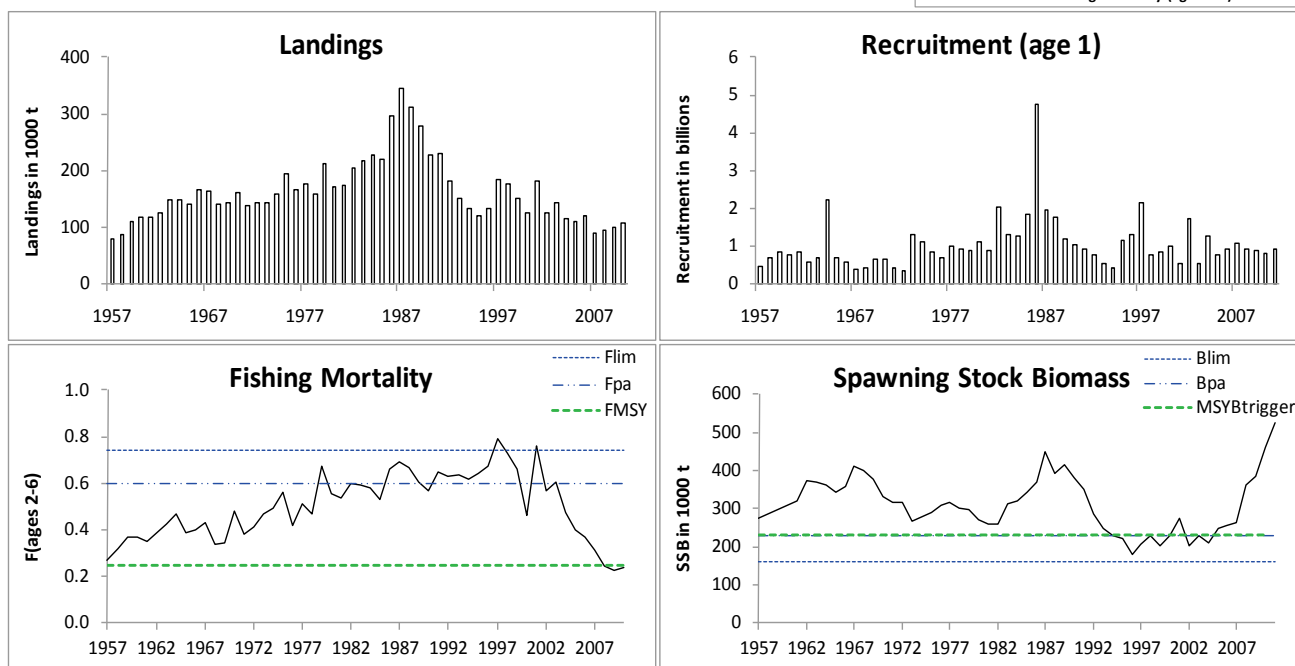 Landings
Landings in 1000 t
400
300
200
100
0
1957 1967 1977 1987 1997 2007
Recruitment (age 1)
Recruitment in billions
6
5
4
3
2
1
0
1957 1967 1977 1987 1997 2007
Fishing Mortality
Flim
Fpa
FMSY
F(ages 2-6)
1.0
0.8
0.6
0.4
0.2
0.0
1957 1962 1967 1972 1977 1982 1987 1992 1997 2002 2007
Spawning Stock Biomass
Blim
Bpa
MSYBtrigger
SSB in 1000 t
600
500
400
300
200
100
0
1957 1962 1967 1972 1977 1982 1987 1992 1997 2002 2007